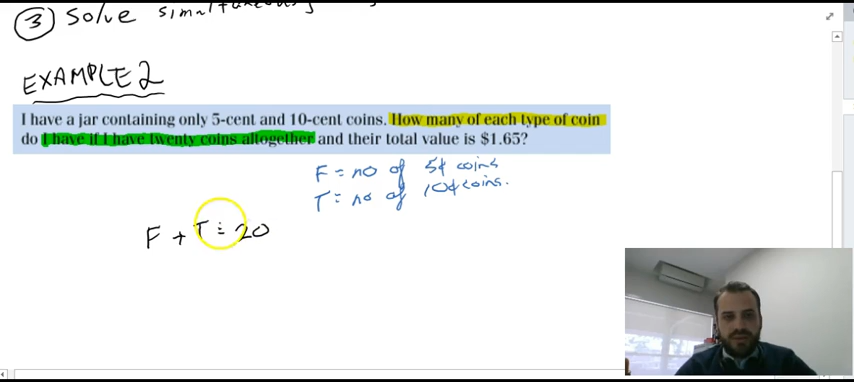 ③ Solve simultaneously
EXAMPLE 2
I have a jar containing only 5-cent and 10-cent coins. How many of each type of coin
do I have if I have twenty coins altogether and their total value is $1.65?
F = no of 5¢ coins
T = no of 10¢ coins.
F + T = 20